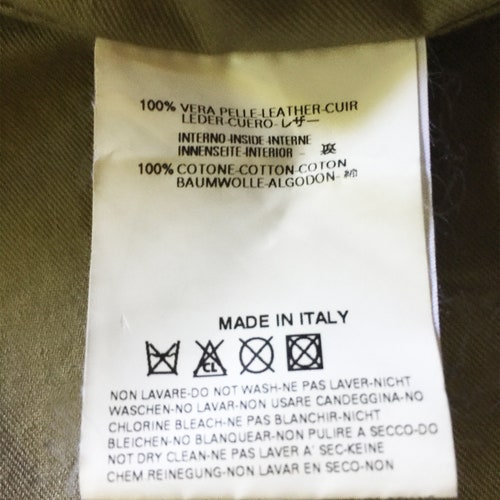 100% VERA PELLE-LEATHER-CUIR
LEDER-CUERO-レザー
INTERNO-INSIDE-INTERNE
INNENSEITE-INTERIOR -
100% COTONE-COTTON-COTON
BAUMWOLLE-ALGODON-綿
MADE IN ITALY
CL
NON LAVARE-DO NOT WASH-NE PAS LAVER-NICHT
WASCHEN-NO LAVAR-NON USARE CANDEGGINA-NO
CHLORINE BLEACH-NE PAS BLANCHIR-NICHT
BLEICHEN-NO BLANQUEAR-NON PULIRE A SECCO-DO
NOT DRY CLEAN-NE PAS LAVER A' SEC-KEINE
CHEM.REINEGUNG-NON LAVAR EN SECO-NON